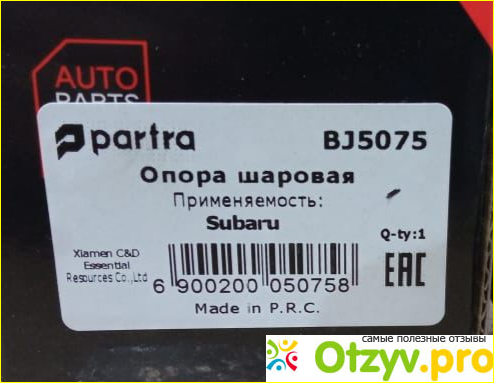 AUTO
PARTS
partra
BJ5075
Опора шаровая
Применяемость:
Subaru
Q-ty:1
Xiamen C&D
Essential
Resources Co.,Ltd
6 900200 050758
EAC
Made in P.R.C.
самые полезные отзывы
Otzyv.pro